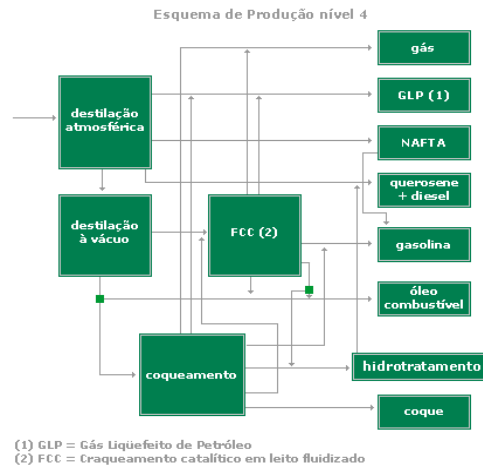 Esquema de Produção nível 4
gás
destilação
atmosférica
GLP (1)
NAFTA
querosene
+ diesel
destilação
à vácuo
FCC (2)
gasolina
óleo
combustível
coqueamento
hidrotratamento
coque
(1) GLP = Gás Liqüefeito de Petróleo
(2) FCC = Craqueamento catalítico em leito fluidizado